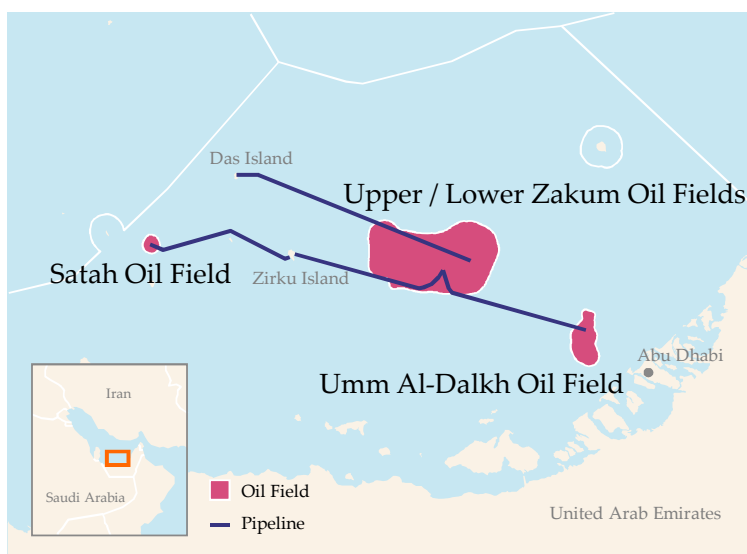 Das Island
Upper / Lower Zakum Oil Fields
Satah Oil Field
Zirku Island
Abu Dhabi
Umm Al-Dalkh Oil Field
Iran
Saudi Arabia
Oil Field
Pipeline
United Arab Emirates